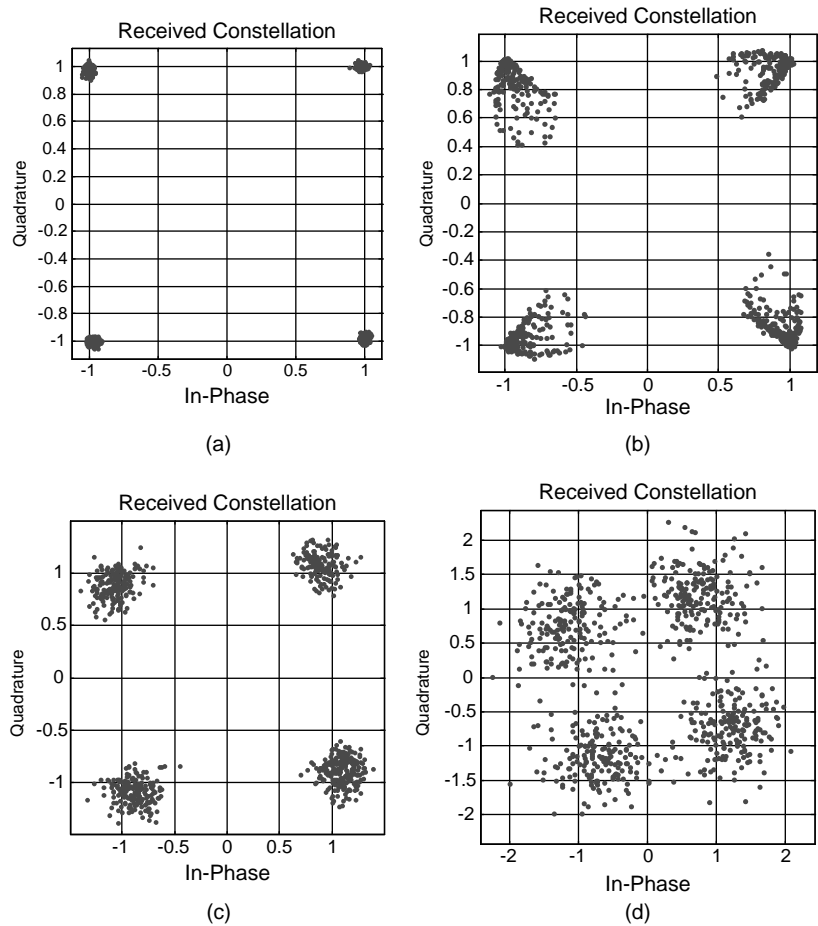 Received Constellation
1
0.8
0.6
0.4
0.2
0
-0.2
-0.4
-0.6
-0.8
-1
Quadrature
-1 -0.5 0 0.5 1
In-Phase
(a)
Received Constellation
1
0.8
0.6
0.4
0.2
0
-0.2
-0.4
-0.6
-0.8
-1
Quadrature
-1 -0.5 0 0.5 1
In-Phase
(b)
Received Constellation
1
0.5
0
-0.5
-1
Quadrature
-1 -0.5 0 0.5 1
In-Phase
(c)
Received Constellation
2
1.5
1
0.5
0
-0.5
-1
-1.5
-2
Quadrature
-2 -1 0 1 2
In-Phase
(d)